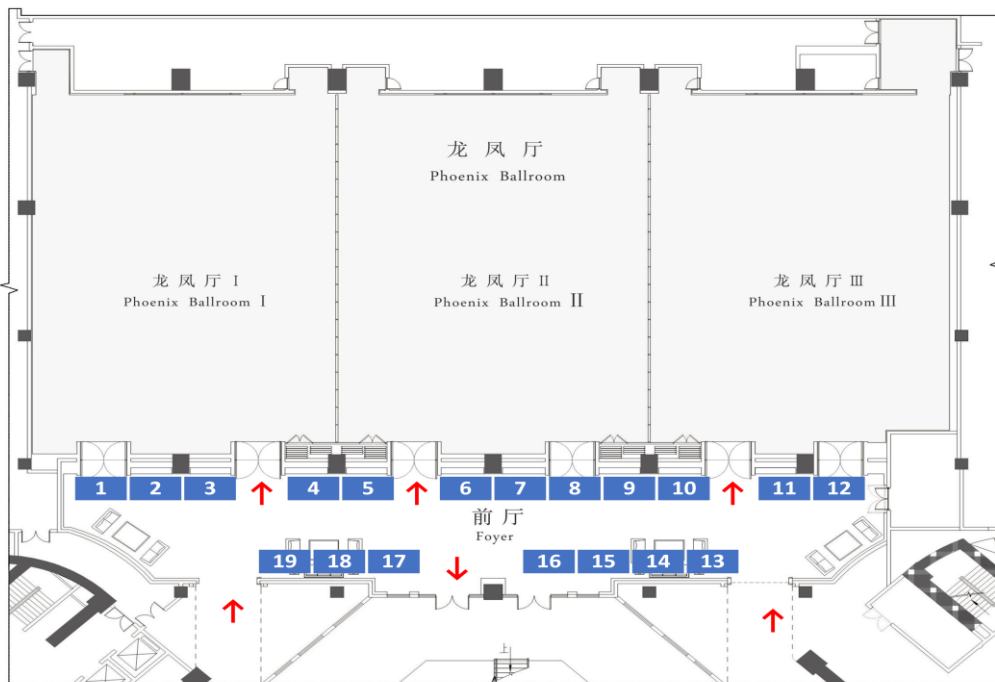 龙凤厅
Phoenix Ballroom
龙凤厅 I
Phoenix Ballroom I
龙凤厅 II
Phoenix Ballroom II
龙凤厅 III
Phoenix Ballroom III
1 2 3 4 5 6 7 8 9 10 11 12
前厅
Foyer
19 18 17 16 15 14 13
上